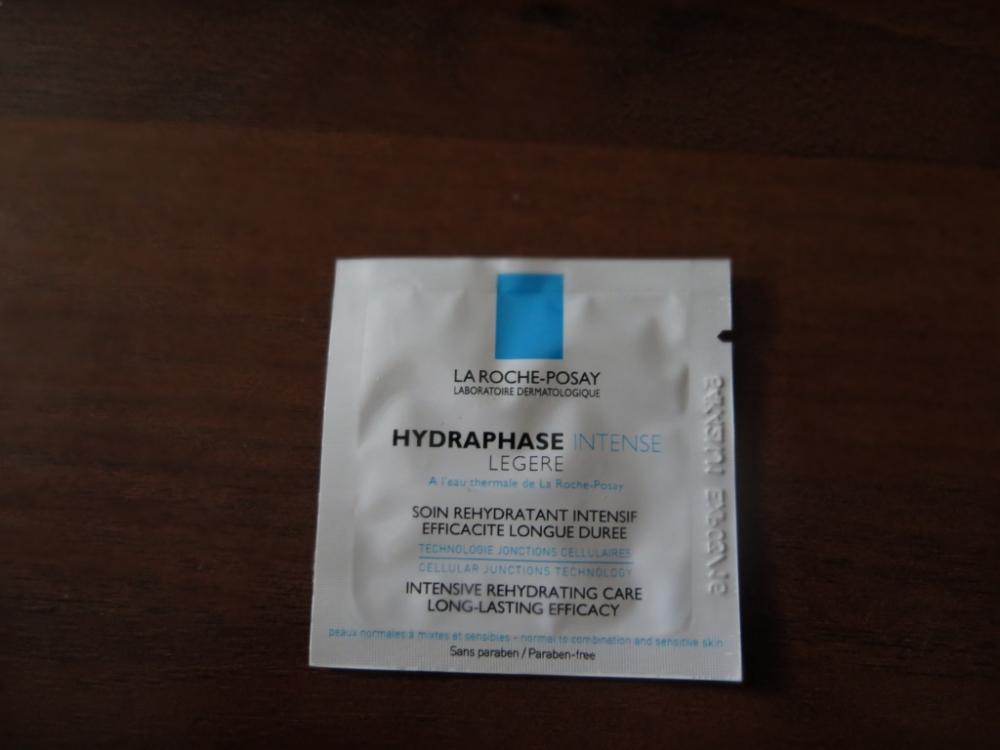 LA ROCHE-POSAY
LABORATOIRE DERMATOLOGIQUE
HYDRAPHASE INTENSE
LEGERE
A l'eau thermale de La Roche-Posay
SOIN REHYDRATANT INTENSIF
EFFICACITE LONGUE DUREE
TECHNOLOGIE JONCTIONS CELLULAIRES
CELLULAR JUNCTIONS TECHNOLOGY
INTENSIVE REHYDRATING CARE
LONG-LASTING EFFICACY
peaux normales à mixtes et sensibles - normal to combination and sensitive skin
Sans paraben / Paraben-free